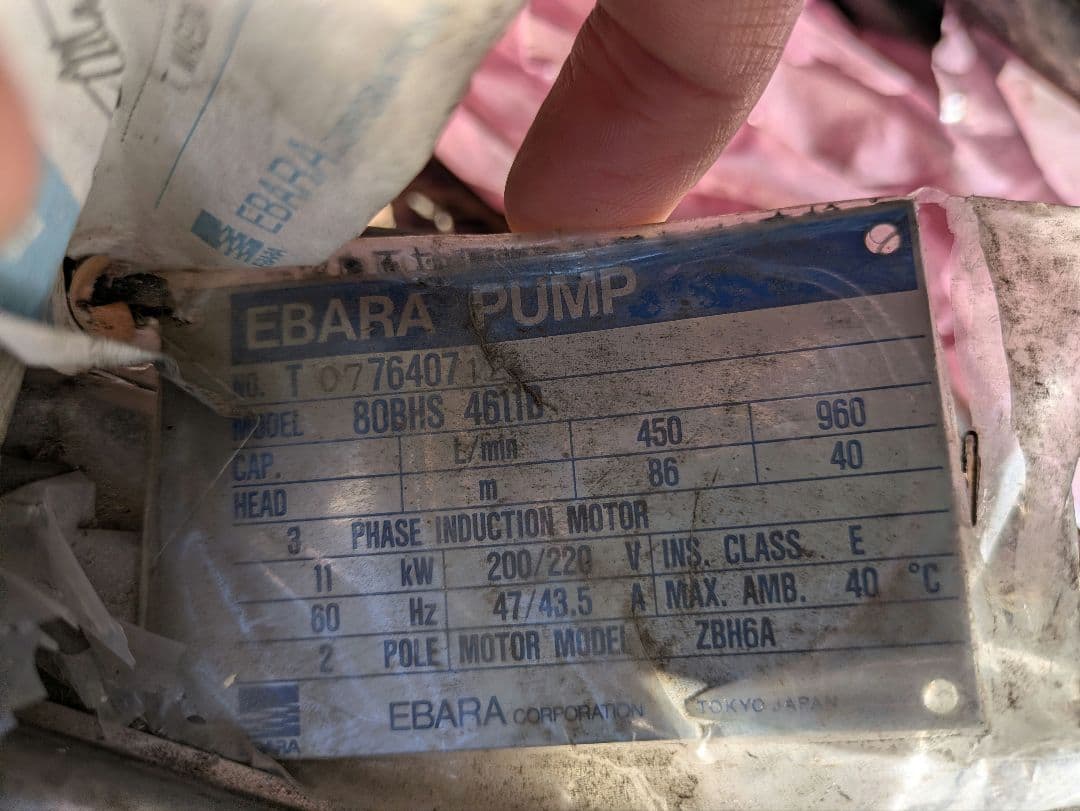 EBARA
EBARA PUMP
NO. T 07764071
MODEL 80BHS 4611B
CAP. L/min 450 960
HEAD m 86 40
3 PHASE INDUCTION MOTOR
11 kW 200/220 V INS. CLASS E
60 Hz 47/43.5 A MAX. AMB. 40 °C
2 POLE MOTOR MODEL ZBH6A
EBARA CORPORATION TOKYO JAPAN